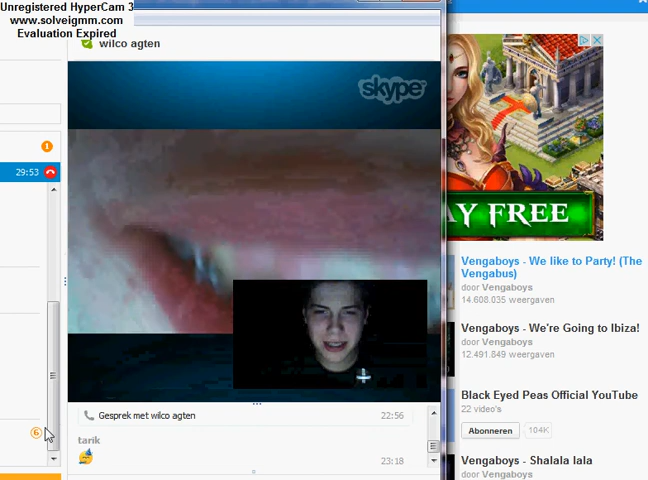 Unregistered HyperCam 3
www.solveigmm.com
Evaluation Expired
wilco agten
skype
1
29:53
6
Gesprek met wilco agten 22:56
tarik
23:18
AY FREE
Vengaboys - We like to Party! (The
Vengabus)
door Vengaboys
14.608.035 weergaven
Vengaboys - We're Going to Ibiza!
door Vengaboys
12.491.849 weergaven
Black Eyed Peas Official YouTube
22 video's
Abonneren 104K
Vengaboys - Shalala lala
door Vengaboys